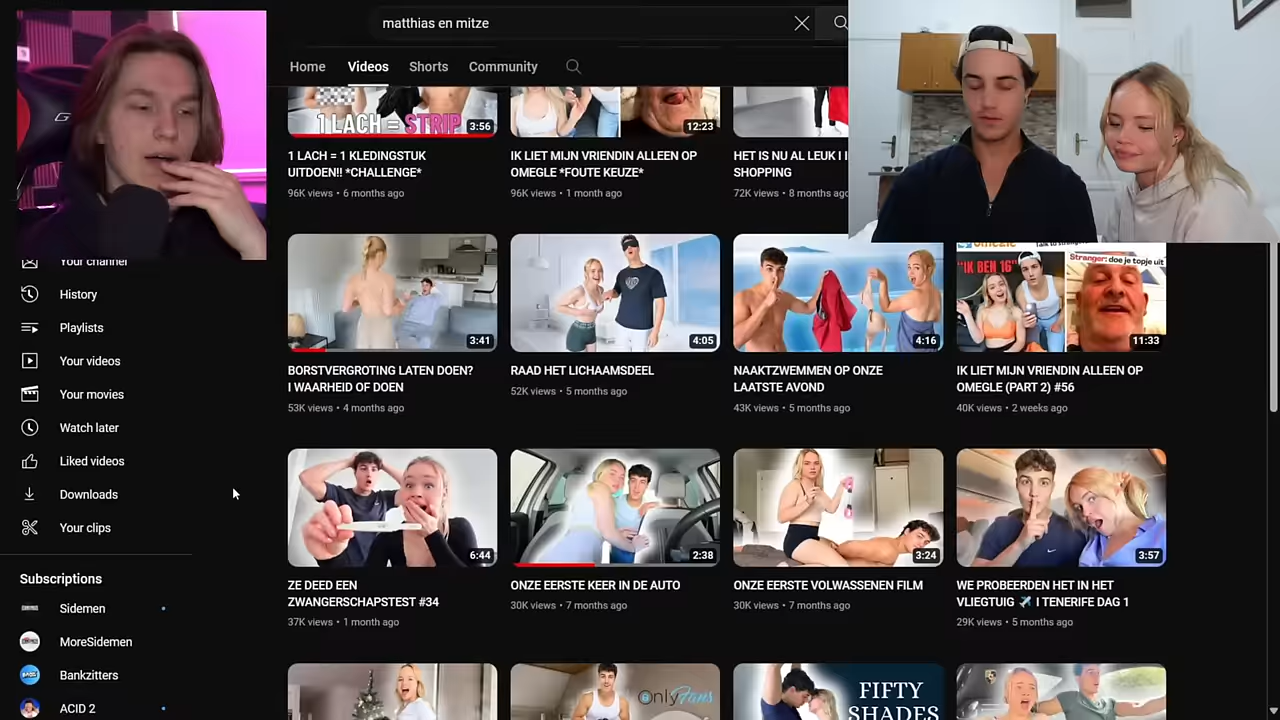 matthias en mitze
Home Videos Shorts Community
1 LACH = STRIP
3:56
12:23
1 LACH = 1 KLEDINGSTUK
UITDOEN!! *CHALLENGE*
96K views • 6 months ago
IK LIET MIJN VRIENDIN ALLEEN OP
OMEGLE *FOUTE KEUZE*
96K views • 1 month ago
HET IS NU AL LEUK I
SHOPPING
72K views • 8 months ago
Your channel
History
Playlists
Your videos
Your movies
Watch later
Liked videos
Downloads
Your clips
Subscriptions
Sidemen
MoreSidemen
Bankzitters
ACID 2
3:41
4:05
4:16
"IK BEN 16"
Talk to strangers
Stranger: doe je topje uit
11:33
BORSTVERGROTING LATEN DOEN?
I WAARHEID OF DOEN
53K views • 4 months ago
RAAD HET LICHAAMSDEEL
52K views • 5 months ago
NAAKTZWEMMEN OP ONZE
LAATSTE AVOND
43K views • 5 months ago
IK LIET MIJN VRIENDIN ALLEEN OP
OMEGLE (PART 2) #56
40K views • 2 weeks ago
6:44
2:38
3:24
3:57
ZE DEED EEN
ZWANGERSCHAPSTEST #34
37K views • 1 month ago
ONZE EERSTE KEER IN DE AUTO
30K views • 7 months ago
ONZE EERSTE VOLWASSENEN FILM
30K views • 7 months ago
WE PROBEERDEN HET IN HET
VLIEGTUIG ✈️ I TENERIFE DAG 1
29K views • 5 months ago
OnlyFans
FIFTY
SHADES